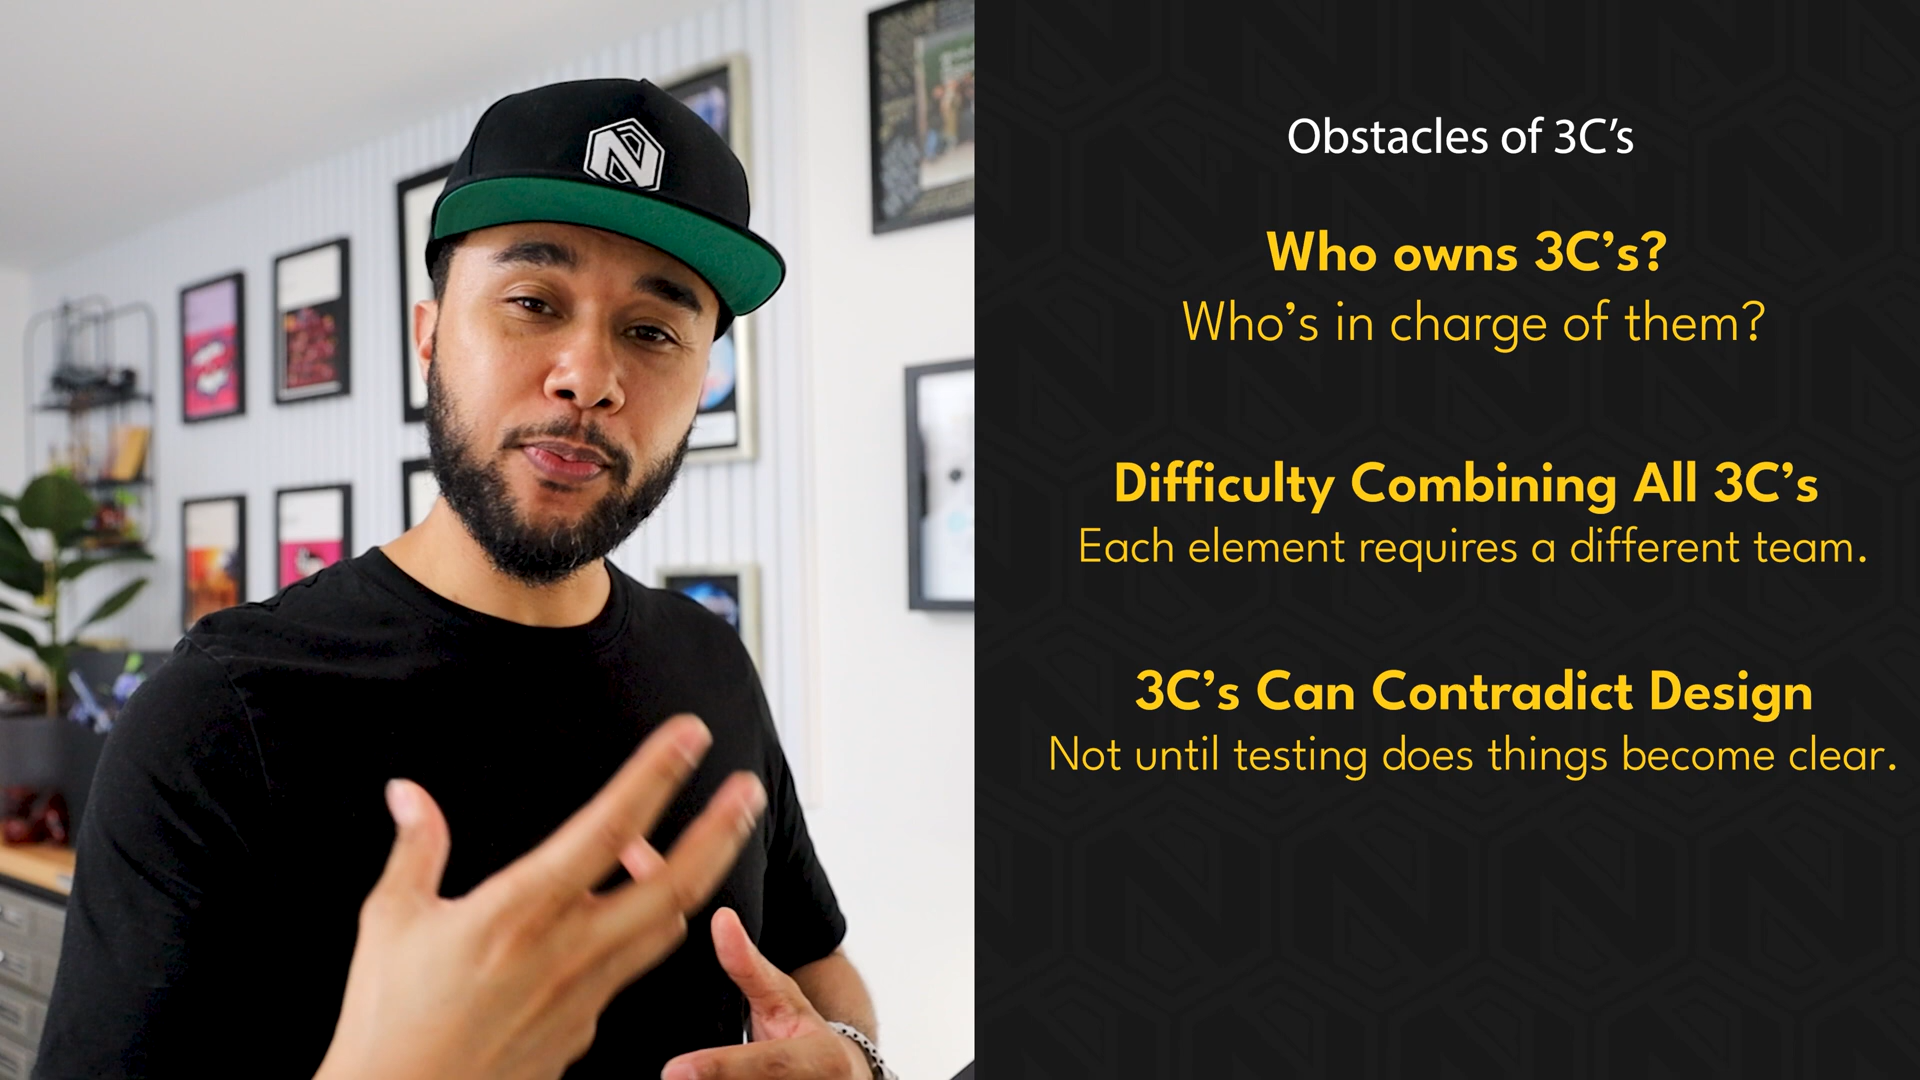 Obstacles of 3C’s
Who owns 3C’s?
Who’s in charge of them?
Difficulty Combining All 3C’s
Each element requires a different team.
3C’s Can Contradict Design
Not until testing does things become clear.